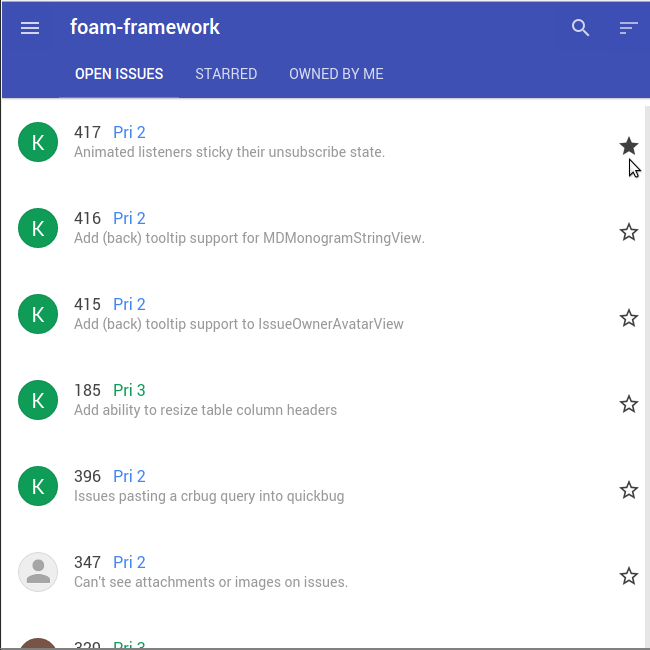 foam-framework
OPEN ISSUES STARRED OWNED BY ME
K 417 Pri 2
Animated listeners sticky their unsubscribe state.
K 416 Pri 2
Add (back) tooltip support for MDMonogramStringView.
K 415 Pri 2
Add (back) tooltip support to IssueOwnerAvatarView
K 185 Pri 3
Add ability to resize table column headers
K 396 Pri 2
Issues pasting a crbug query into quickbug
347 Pri 2
Can't see attachments or images on issues.
329 Pri 3